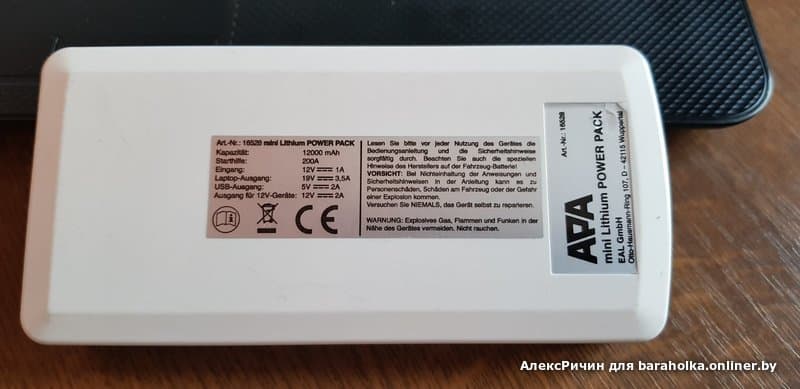 Art.-Nr.: 16528 mini Lithium POWER PACK
Kapazität: 12000 mAh
Starthilfe: 200A
Eingang: 12V 1A
Laptop-Ausgang: 19V 3,5A
USB-Ausgang: 5V 2A
Ausgang für 12V-Geräte: 12V 2A
CE
Lesen Sie bitte vor jeder Nutzung des Gerätes die
Bedienungsanleitung und die Sicherheitshinweise
sorgfältig durch. Beachten Sie auch die speziellen
Hinweise des Herstellers auf der Fahrzeug-Batterie!
VORSICHT: Bei Nichteinhaltung der Anweisungen und
Sicherheitshinweisen in der Anleitung kann es zu
Personenschäden, Schäden am Fahrzeug oder der Gefahr
einer Explosion kommen.
Versuchen Sie NIEMALS, das Gerät selbst zu reparieren.
WARNUNG: Explosives Gas, Flammen und Funken in der
Nähe des Gerätes vermeiden. Nicht rauchen.
Art.-Nr.: 16528
APA
mini Lithium POWER PACK
EAL GmbH
Otto-Hausmann-Ring 107, D – 42115 Wuppertal
АлексРичин для baraholka.onliner.by